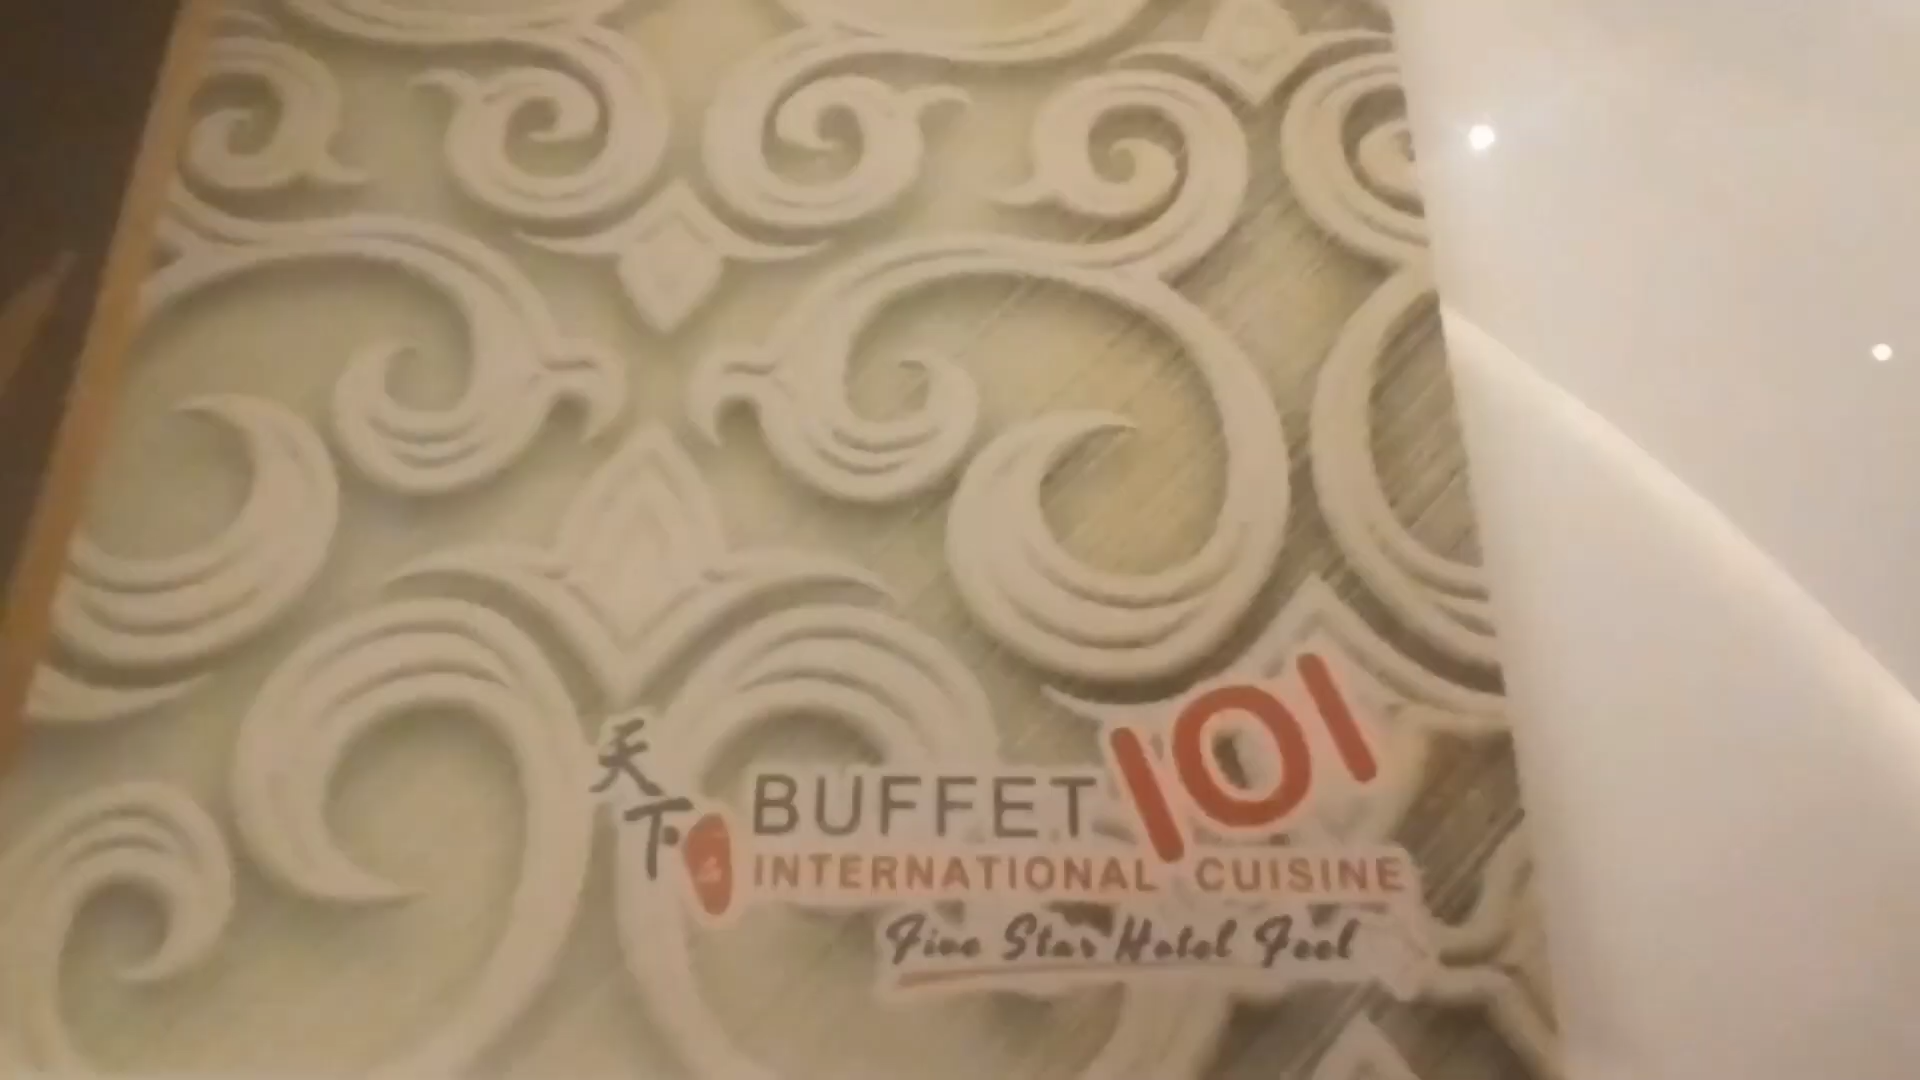 天下
BUFFET 101
INTERNATIONAL CUISINE
Five Star Hotel Feel